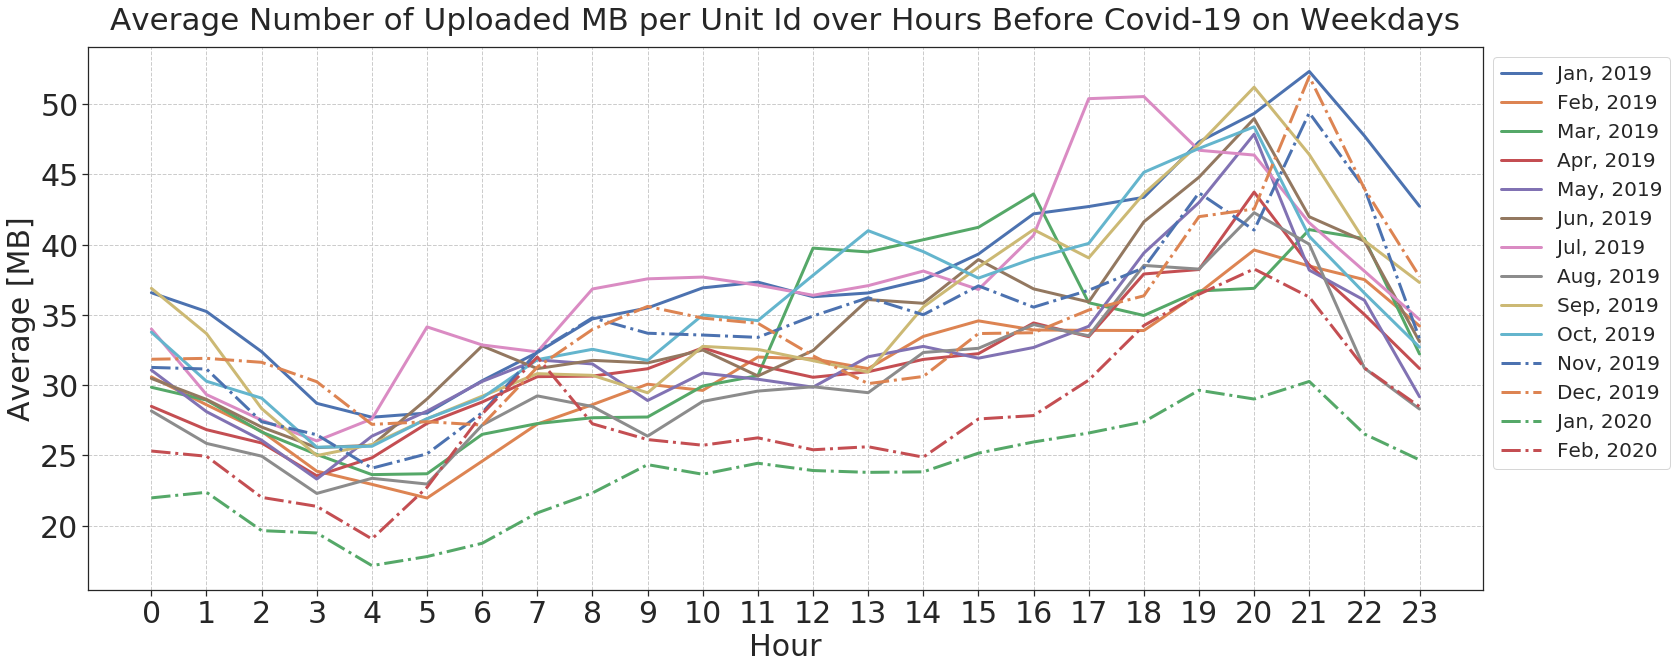 Average Number of Uploaded MB per Unit Id over Hours Before Covid-19 on Weekdays
Average [MB]
50
45
40
35
30
25
20
0 1 2 3 4 5 6 7 8 9 10 11 12 13 14 15 16 17 18 19 20 21 22 23
Hour
Jan, 2019
Feb, 2019
Mar, 2019
Apr, 2019
May, 2019
Jun, 2019
Jul, 2019
Aug, 2019
Sep, 2019
Oct, 2019
Nov, 2019
Dec, 2019
Jan, 2020
Feb, 2020